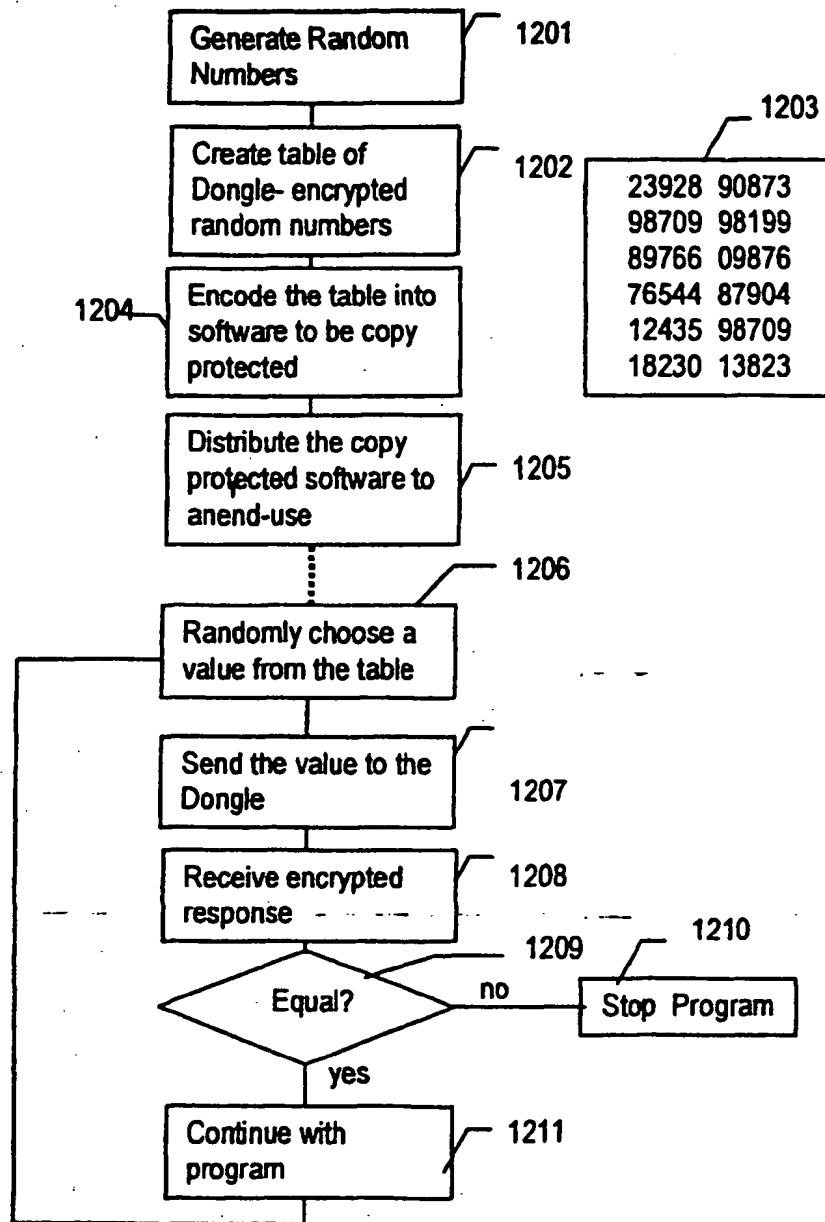 Generate Random
Numbers
1201
Create table of
Dongle- encrypted
random numbers
1202
1203
23928 90873
98709 98199
89766 09876
76544 87904
12435 98709
18230 13823
1204
Encode the table into
software to be copy
protected
Distribute the copy
protected software to
anend-use
1205
1206
Randomly choose a
value from the table
Send the value to the
Dongle
1207
Receive encrypted
response
1208
1209
Equal?
no
1210
Stop Program
yes
Continue with
program
1211